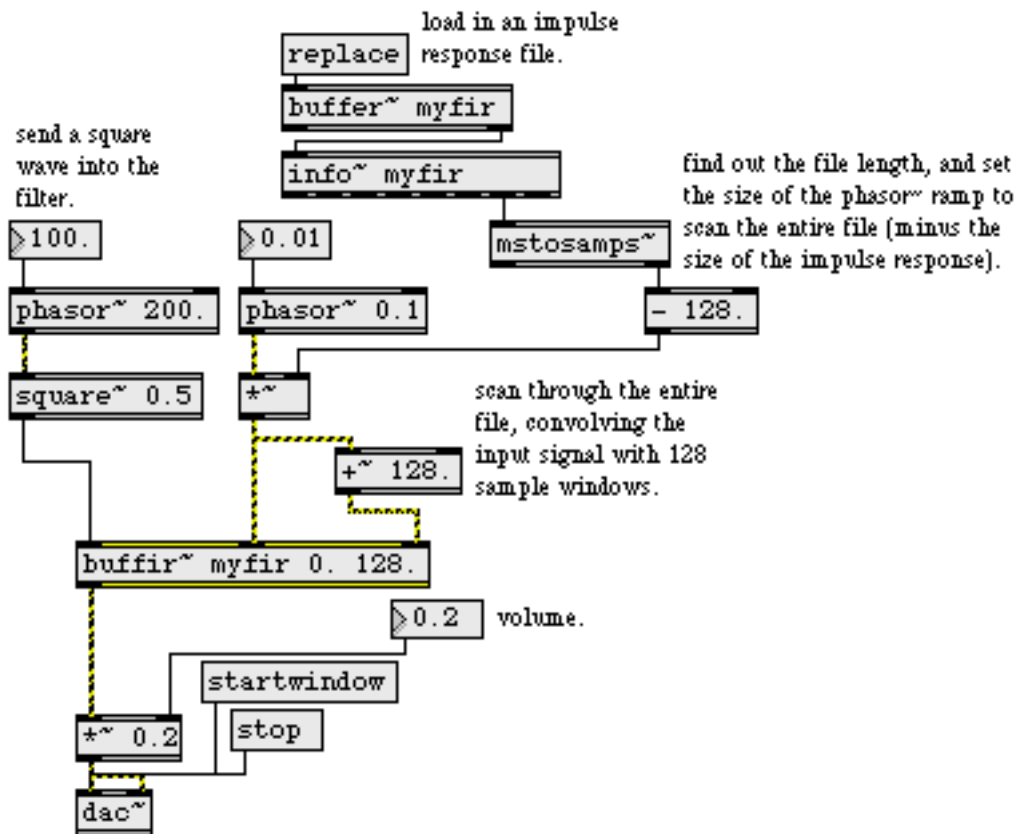 load in an impulse
response file.
replace
buffer~ myfir
info~ myfir
send a square
wave into the
filter.
find out the file length, and set
the size of the phasor~ ramp to
scan the entire file (minus the
size of the impulse response).
100.
0.01
mstosamps~
phasor~ 200.
phasor~ 0.1
- 128.
square~ 0.5
*~
scan through the entire
file, convolving the
input signal with 128
sample windows.
+~ 128.
buffir~ myfir 0. 128.
0.2
volume.
startwindow
stop
*~ 0.2
dac~